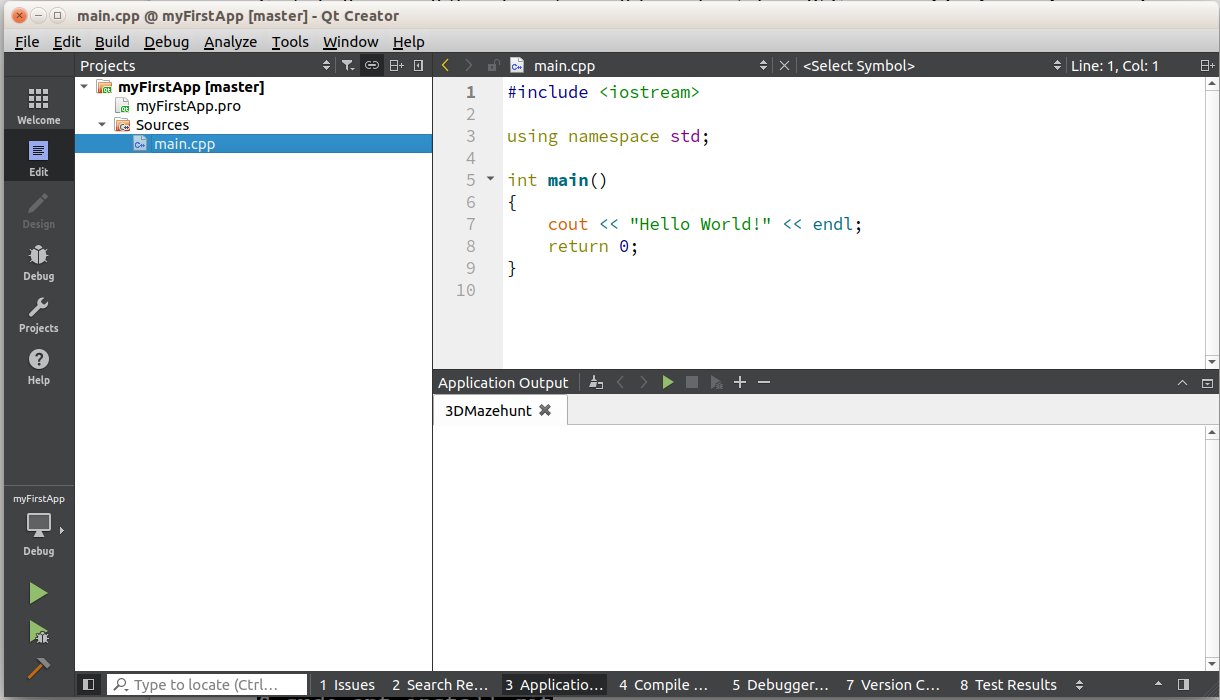 main.cpp @ myFirstApp [master] - Qt Creator
File Edit Build Debug Analyze Tools Window Help
Projects
main.cpp
<Select Symbol>
Line: 1, Col: 1
Welcome
Edit
Design
Debug
Projects
Help
myFirstApp
Debug
myFirstApp [master]
myFirstApp.pro
Sources
main.cpp
1 #include <iostream>
2
3 using namespace std;
4
5 int main()
6 {
7     cout << "Hello World!" << endl;
8     return 0;
9 }
10
Application Output
3DMazehunt
Type to locate (Ctrl...
1 Issues
2 Search Re...
3 Applicatio...
4 Compile ...
5 Debugger...
7 Version C...
8 Test Results